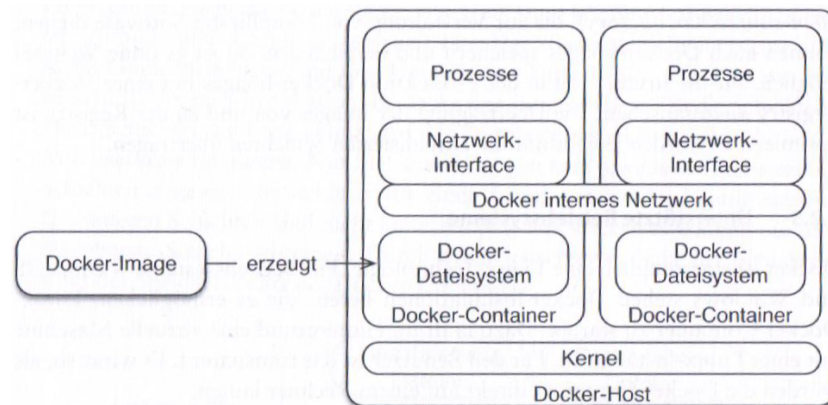 Prozesse
Prozesse
Netzwerk-
Interface
Netzwerk-
Interface
Docker internes Netzwerk
Docker-Image
erzeugt
Docker-
Dateisystem
Docker-
Dateisystem
Docker-Container
Docker-Container
Kernel
Docker-Host